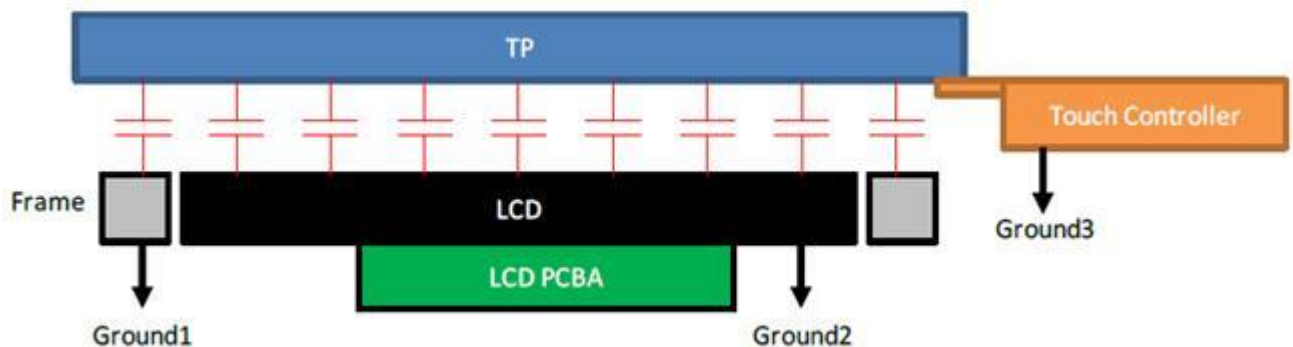 TP
Touch Controller
Frame
LCD
Ground3
LCD PCBA
Ground1
Ground2